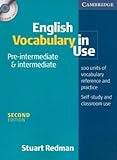 CAMBRIDGE
English
Vocabulary in
Use
Pre-intermediate
& intermediate
100 units of
vocabulary
reference and
practice
Self-study and
classroom use
SECOND
EDITION
Stuart Redman